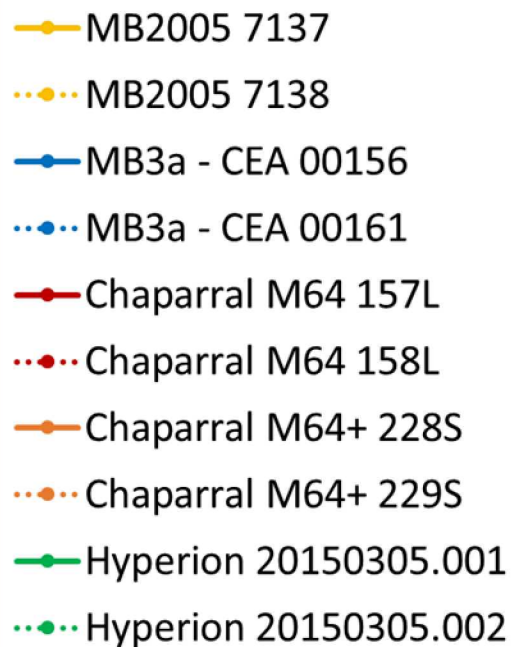 MB2005 7137
MB2005 7138
MB3a - CEA 00156
MB3a - CEA 00161
Chaparral M64 157L
Chaparral M64 158L
Chaparral M64+ 228S
Chaparral M64+ 229S
Hyperion 20150305.001
Hyperion 20150305.002